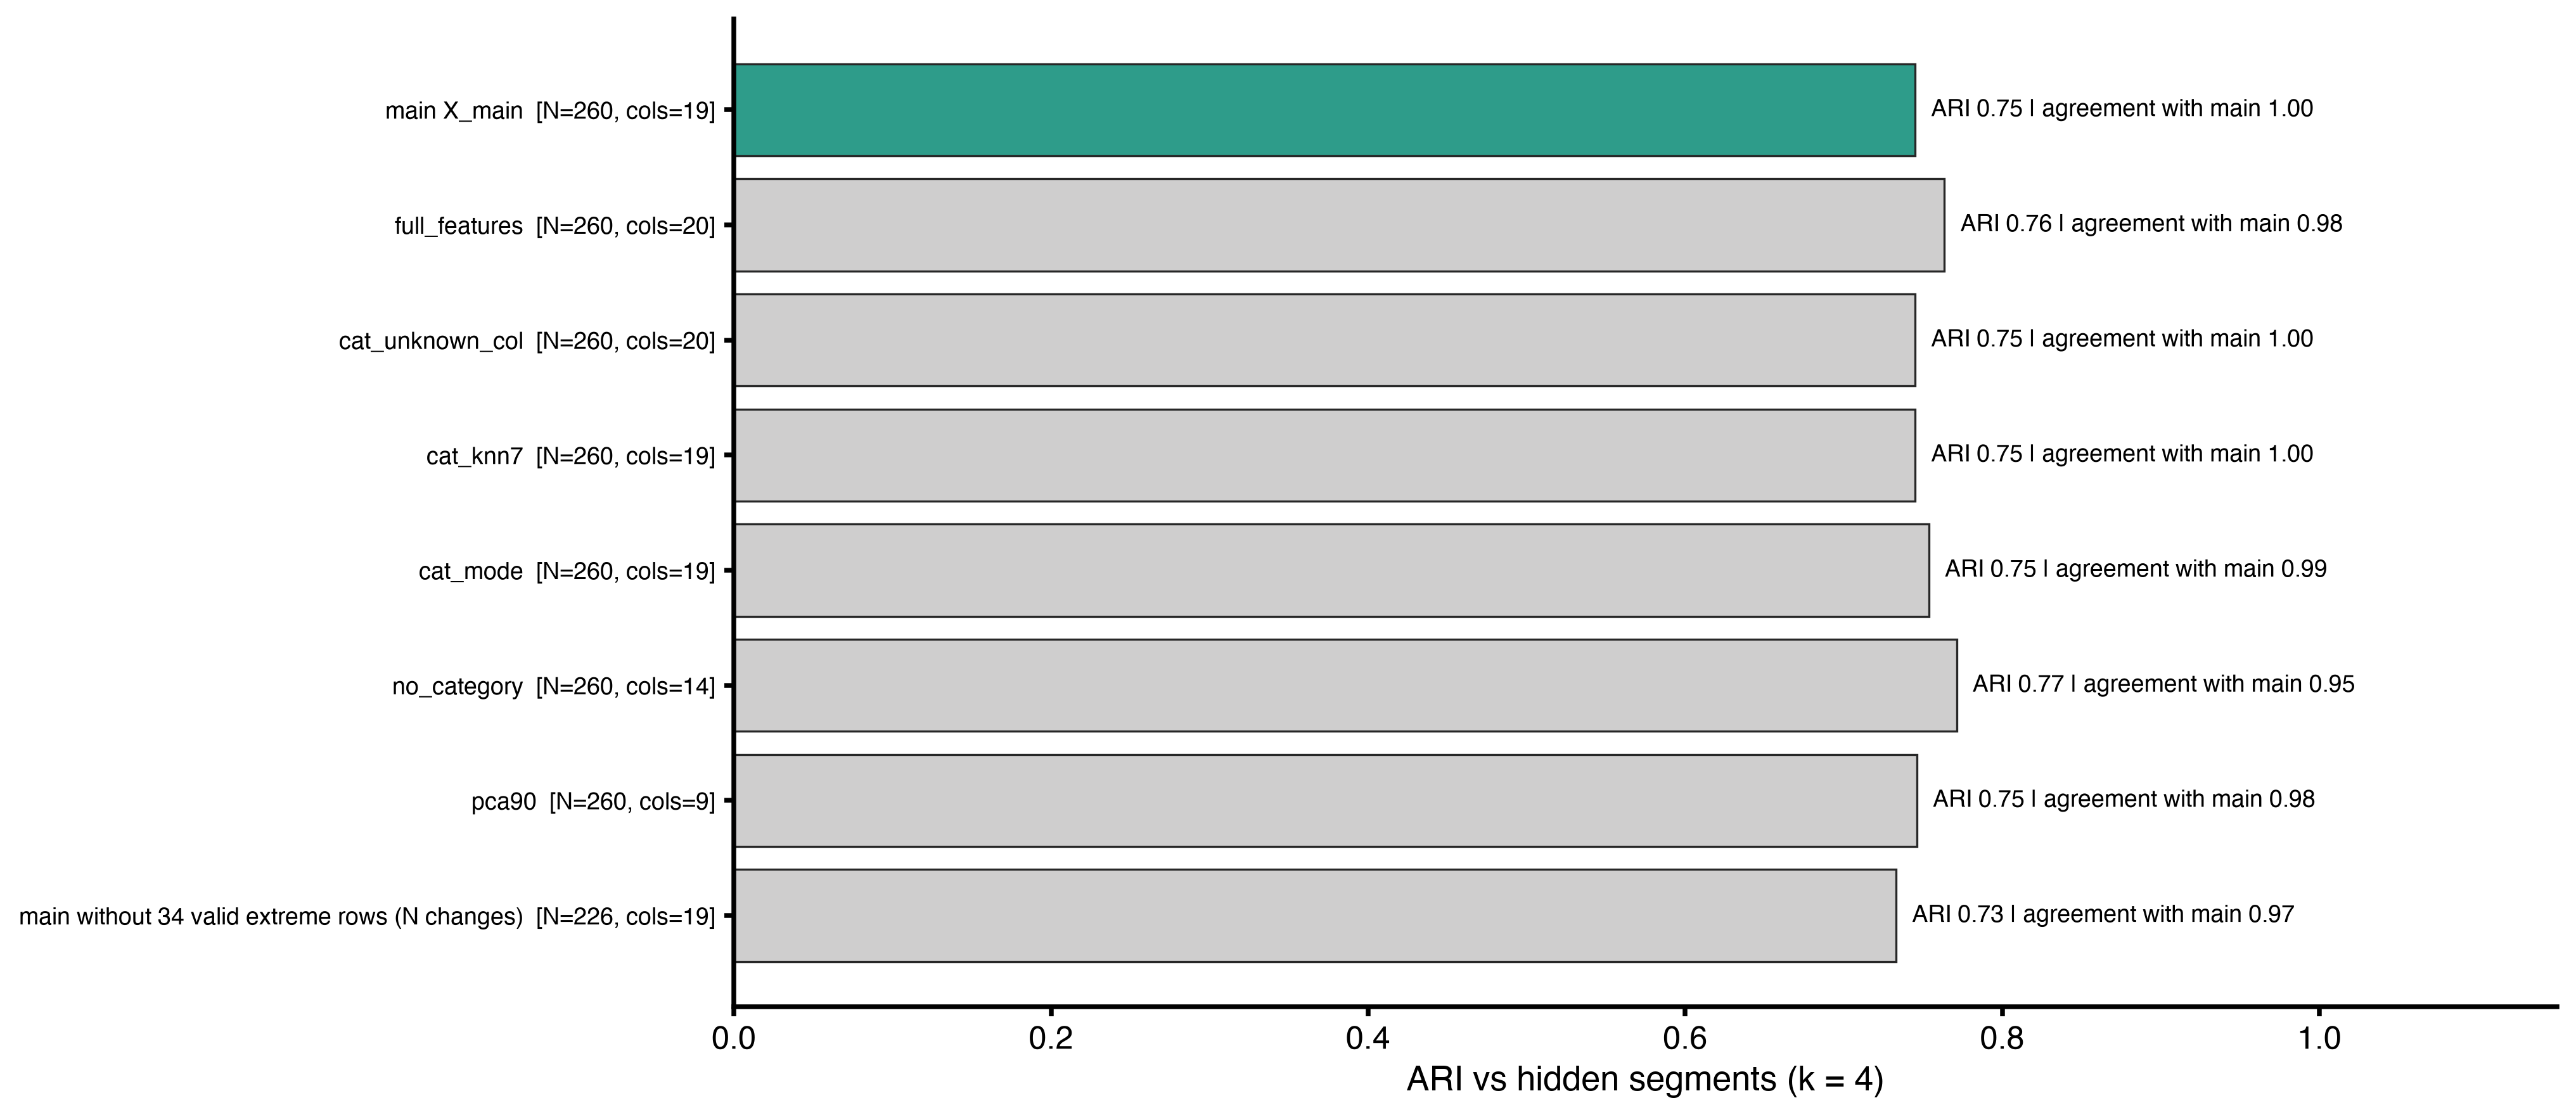 main X_main  [N=260, cols=19]
ARI 0.75 | agreement with main 1.00
full_features  [N=260, cols=20]
ARI 0.76 | agreement with main 0.98
cat_unknown_col  [N=260, cols=20]
ARI 0.75 | agreement with main 1.00
cat_knn7  [N=260, cols=19]
ARI 0.75 | agreement with main 1.00
cat_mode  [N=260, cols=19]
ARI 0.75 | agreement with main 0.99
no_category  [N=260, cols=14]
ARI 0.77 | agreement with main 0.95
pca90  [N=260, cols=9]
ARI 0.75 | agreement with main 0.98
main without 34 valid extreme rows (N changes)  [N=226, cols=19]
ARI 0.73 | agreement with main 0.97
0.0 0.2 0.4 0.6 0.8 1.0
ARI vs hidden segments (k = 4)